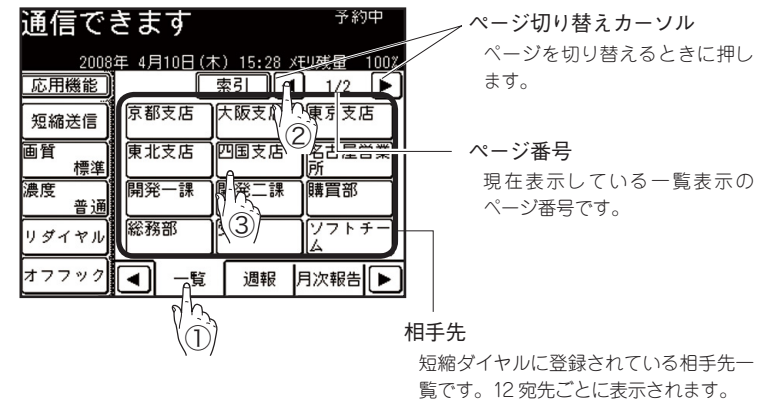 通信できます 予約中
2008年 4月10日(木) 15:28 メモリ残量 100%
応用機能 索引 ◀ 1/2 ▶
短縮送信 京都支店 大阪支 東京支店
画質 標準 東北支店 四国支店 名古屋営業所
濃度 普通 開発一課 開発二課 購買部
リダイヤル 総務部 ソフトチーム
オフフック ◀ 一覧 週報 月次報告 ▶
①
②
③
ページ切り替えカーソル
ページを切り替えるときに押し
ます。
ページ番号
現在表示している一覧表示の
ページ番号です。
相手先
短縮ダイヤルに登録されている相手先一
覧です。12 宛先ごとに表示されます。